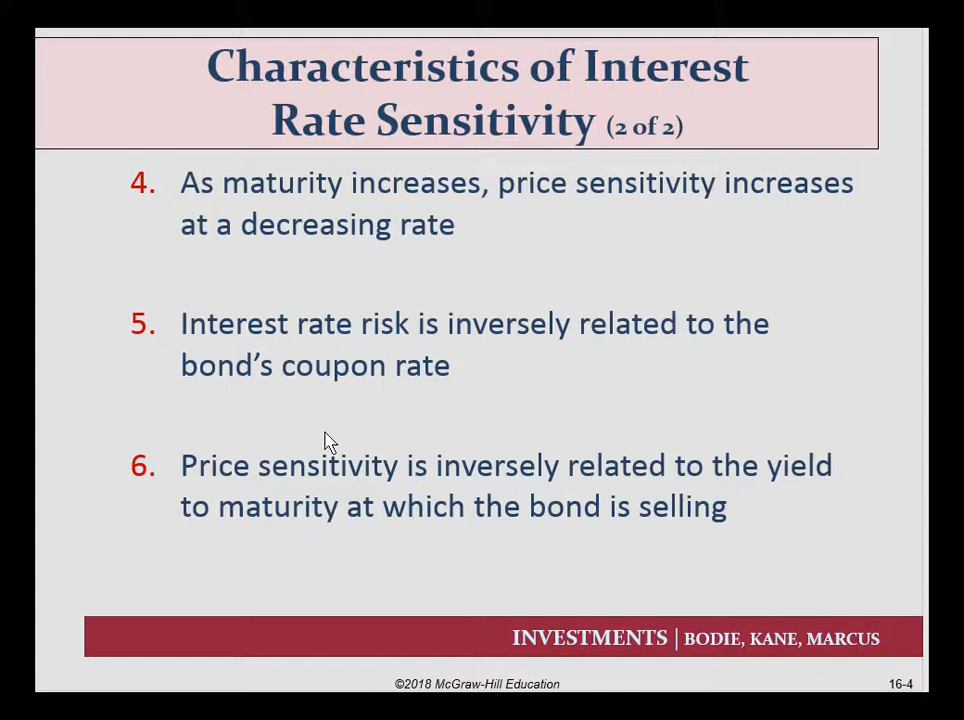 Characteristics of Interest
Rate Sensitivity (2 of 2)
4. As maturity increases, price sensitivity increases
at a decreasing rate
5. Interest rate risk is inversely related to the
bond’s coupon rate
6. Price sensitivity is inversely related to the yield
to maturity at which the bond is selling
INVESTMENTS | BODIE, KANE, MARCUS
©2018 McGraw-Hill Education 16-4